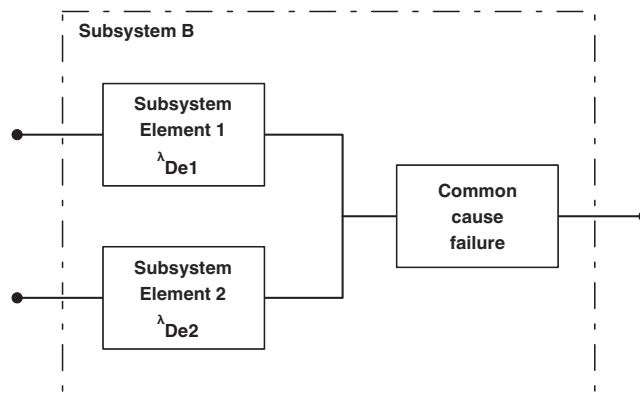 Subsystem B
Subsystem
Element 1
λDe1
Subsystem
Element 2
λDe2
Common
cause
failure